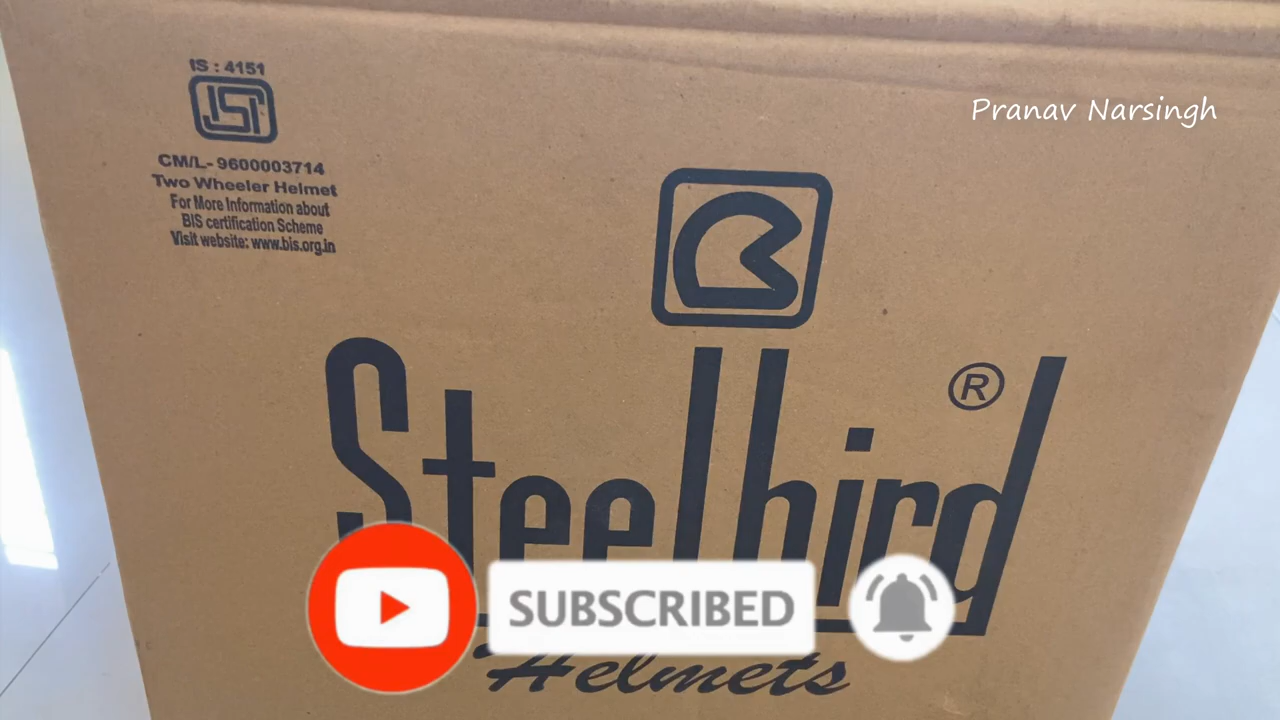 IS : 4151
ISI
CM/L- 9600003714
Two Wheeler Helmet
For More Information about
BIS certification Scheme
Visit website: www.bis.org.in
Pranav Narsingh
Steelbird ®
SUBSCRIBED
Helmets